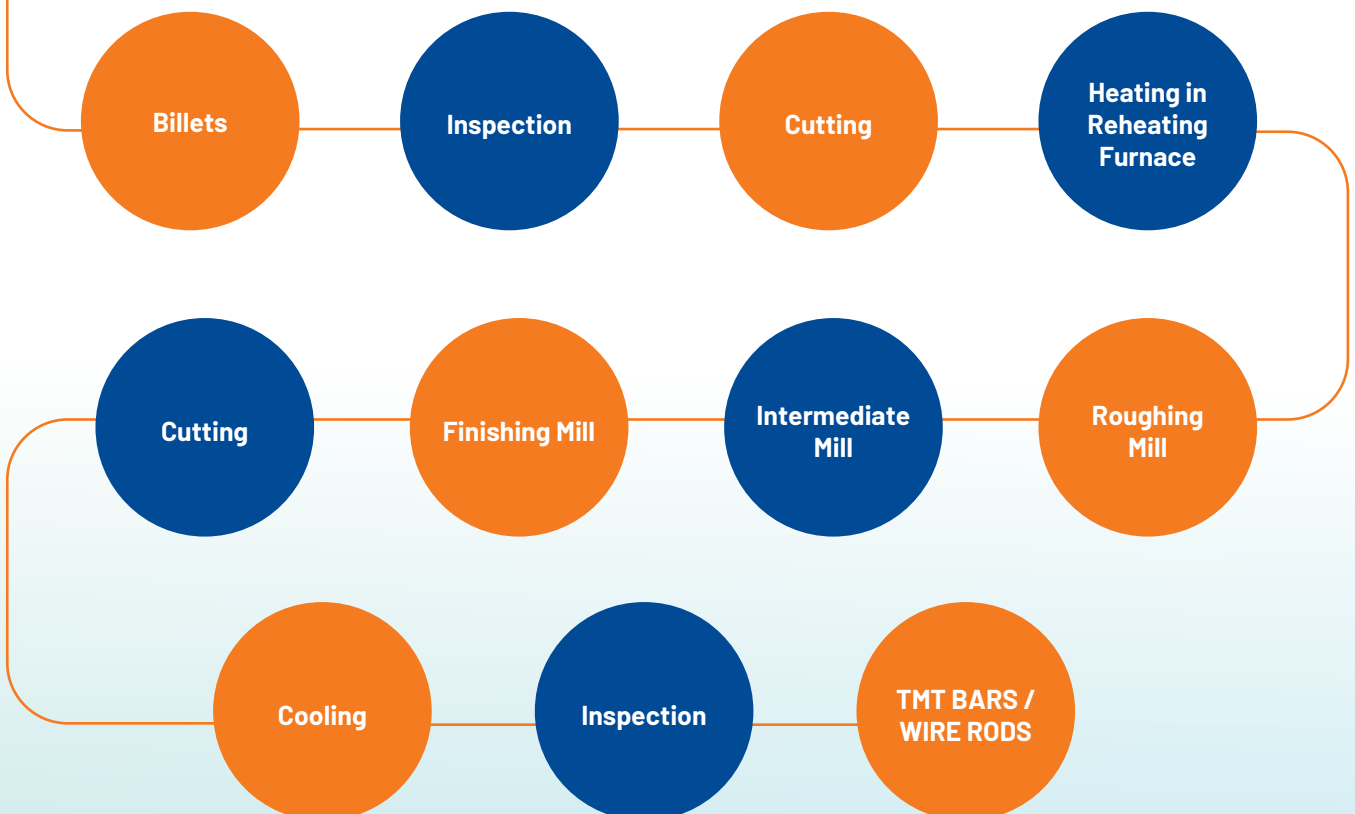 Billets
Inspection
Cutting
Heating in
Reheating
Furnace
Roughing
Mill
Intermediate
Mill
Finishing Mill
Cutting
Cooling
Inspection
TMT BARS /
WIRE RODS